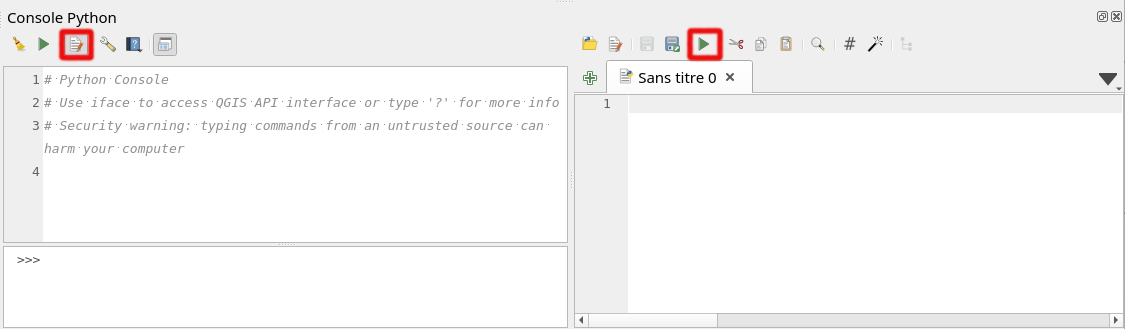 Console Python
1 # Python Console
2 # Use iface to access QGIS API interface or type '?' for more info
3 # Security warning: typing commands from an untrusted source can
harm your computer
4
>>>
#
Sans titre 0
1